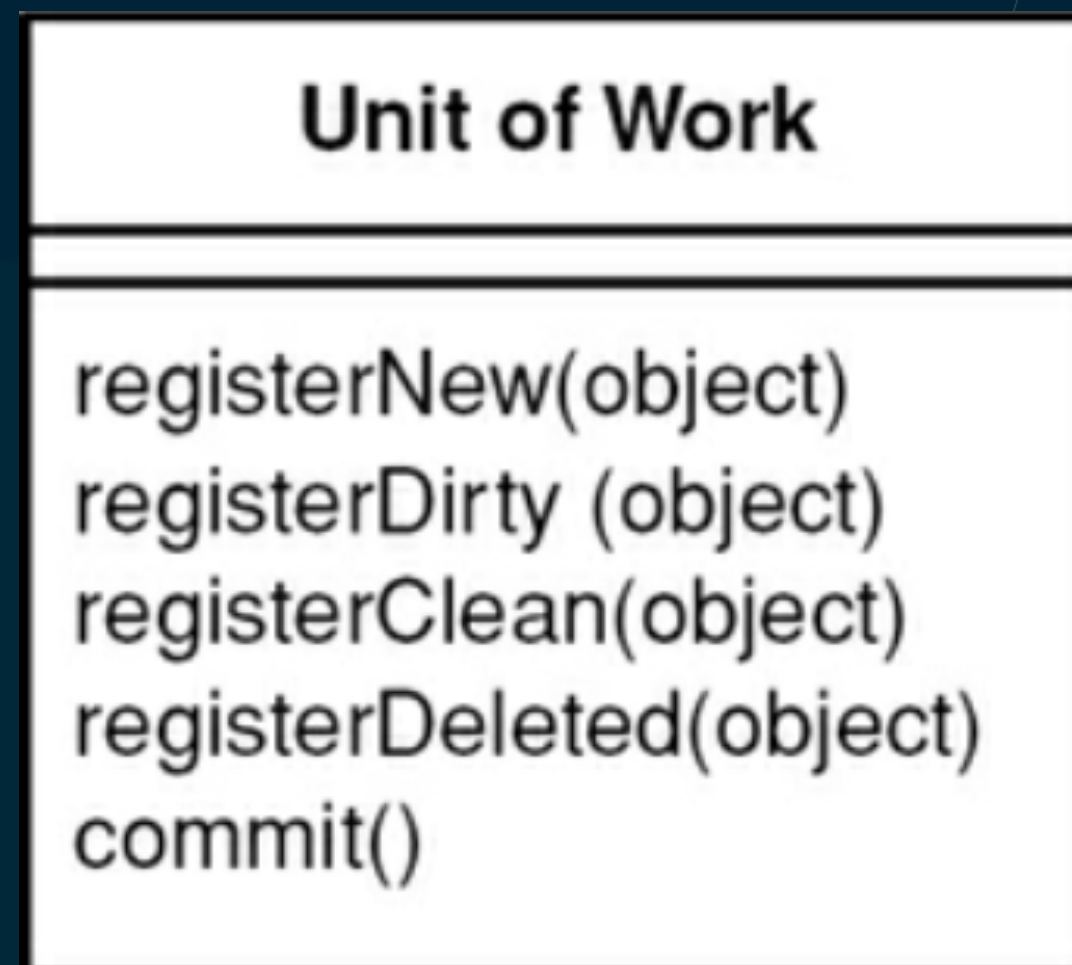 Unit of Work
registerNew(object)
registerDirty (object)
registerClean(object)
registerDeleted(object)
commit()